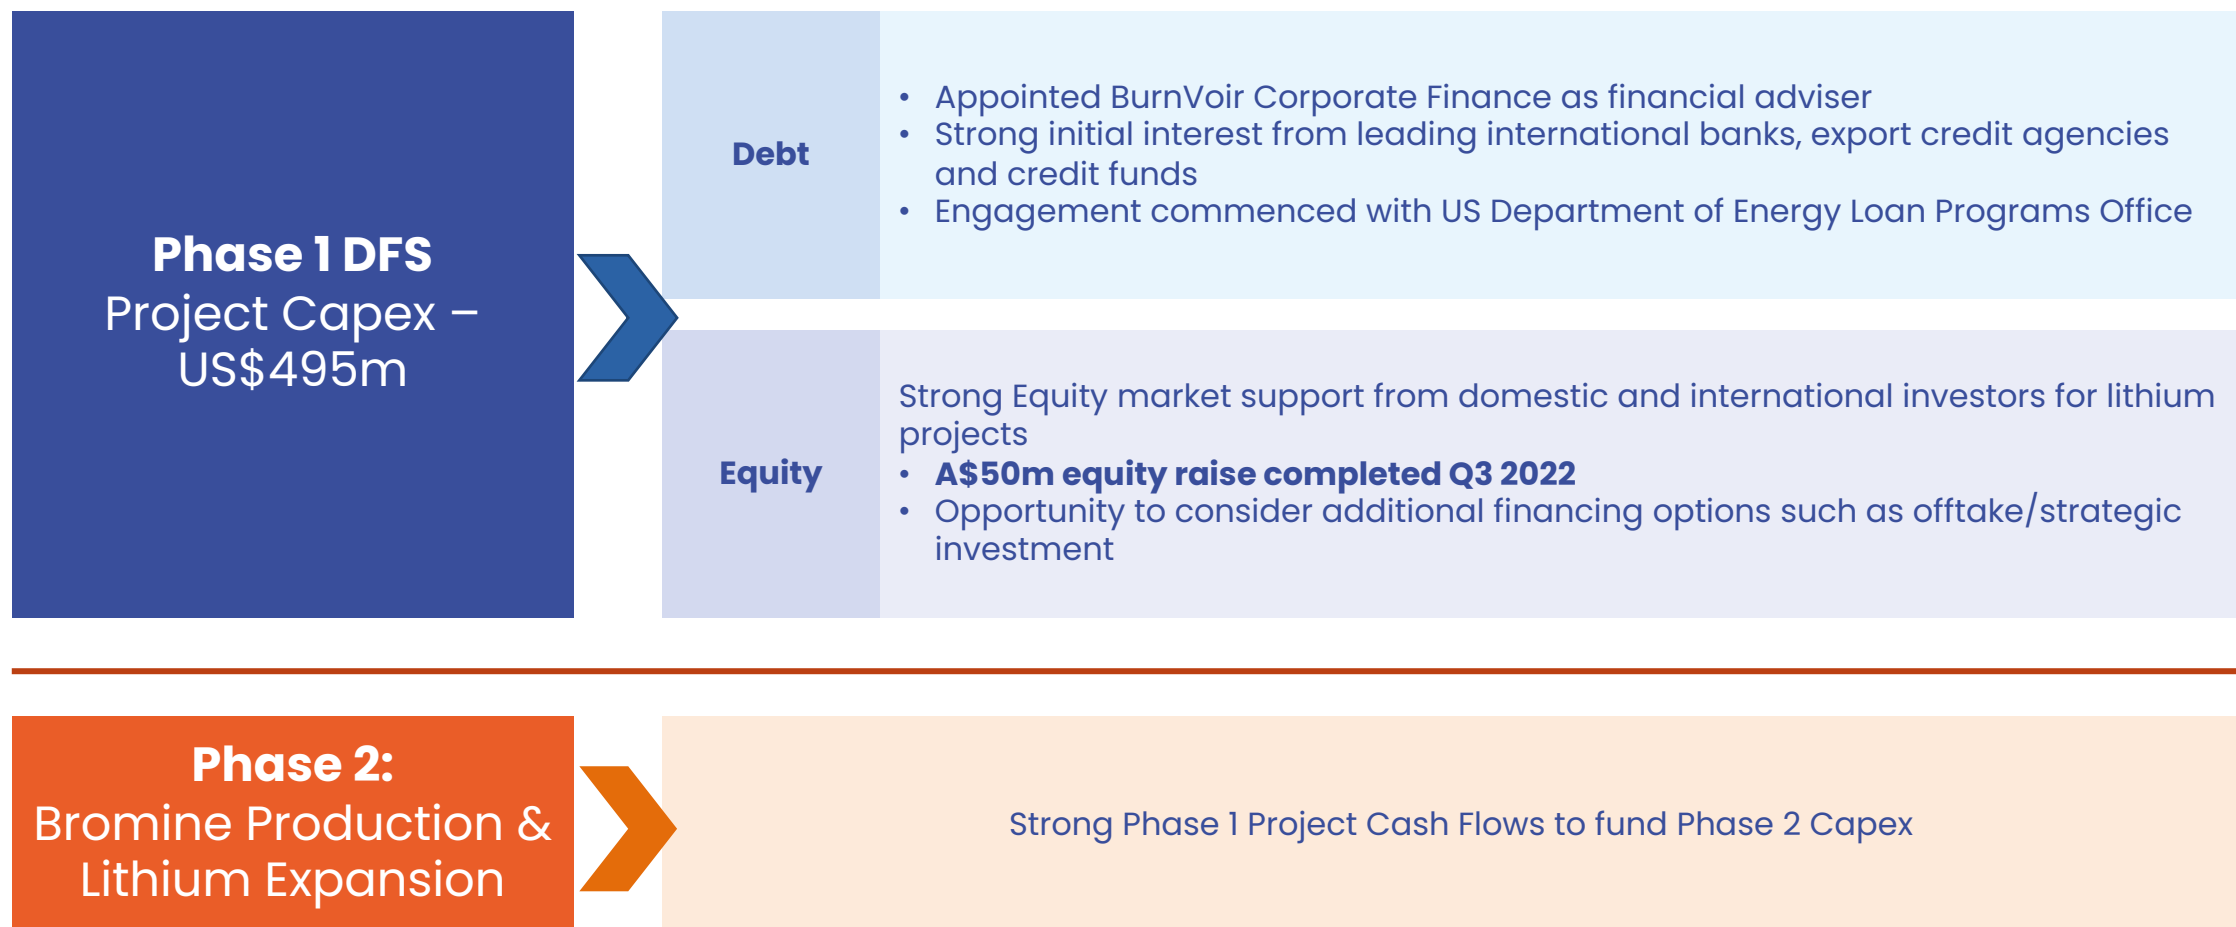 Phase 1 DFS
Project Capex –
US$495m
Debt
• Appointed BurnVoir Corporate Finance as financial adviser
• Strong initial interest from leading international banks, export credit agencies
and credit funds
• Engagement commenced with US Department of Energy Loan Programs Office
Equity
Strong Equity market support from domestic and international investors for lithium
projects
• A$50m equity raise completed Q3 2022
• Opportunity to consider additional financing options such as offtake/strategic
investment
Phase 2:
Bromine Production &
Lithium Expansion
Strong Phase 1 Project Cash Flows to fund Phase 2 Capex